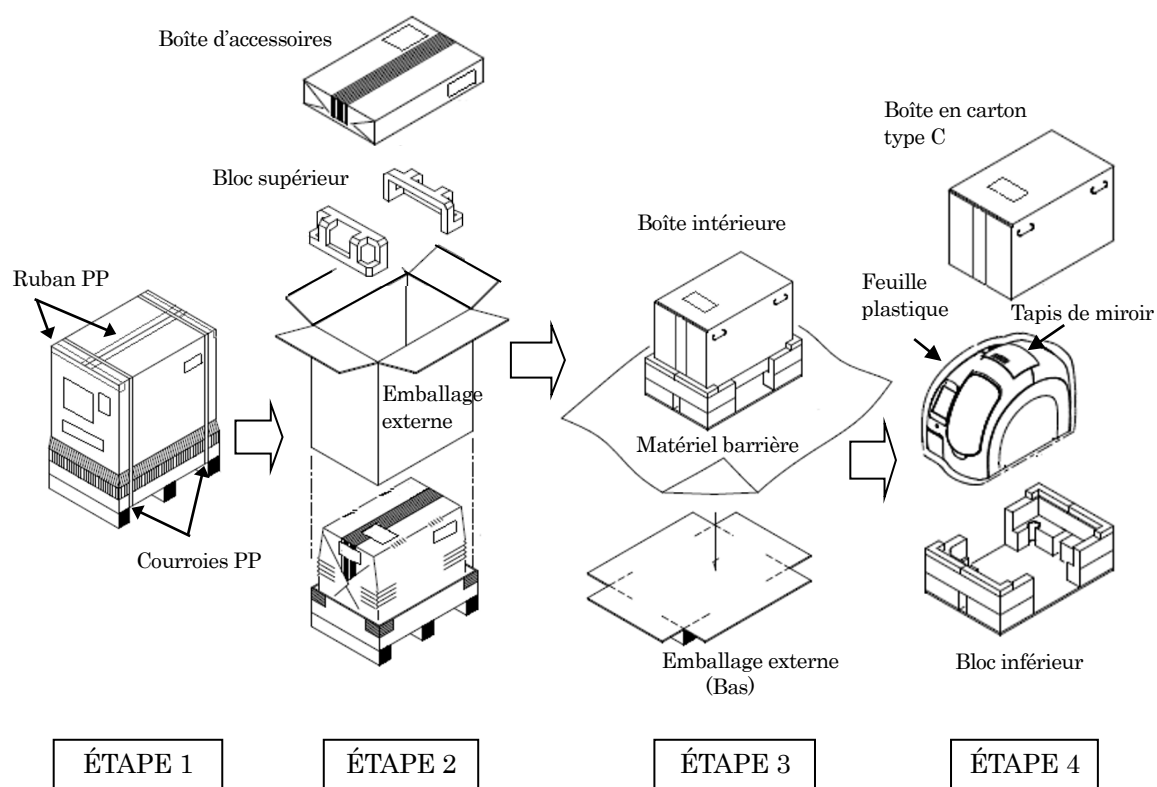 Boîte d'accessoires
Bloc supérieur
Ruban PP
Emballage
externe
Courroies PP
Boîte intérieure
Matériel barrière
Emballage externe
(Bas)
Boîte en carton
type C
Feuille
plastique
Tapis de miroir
Bloc inférieur
ÉTAPE 1
ÉTAPE 2
ÉTAPE 3
ÉTAPE 4